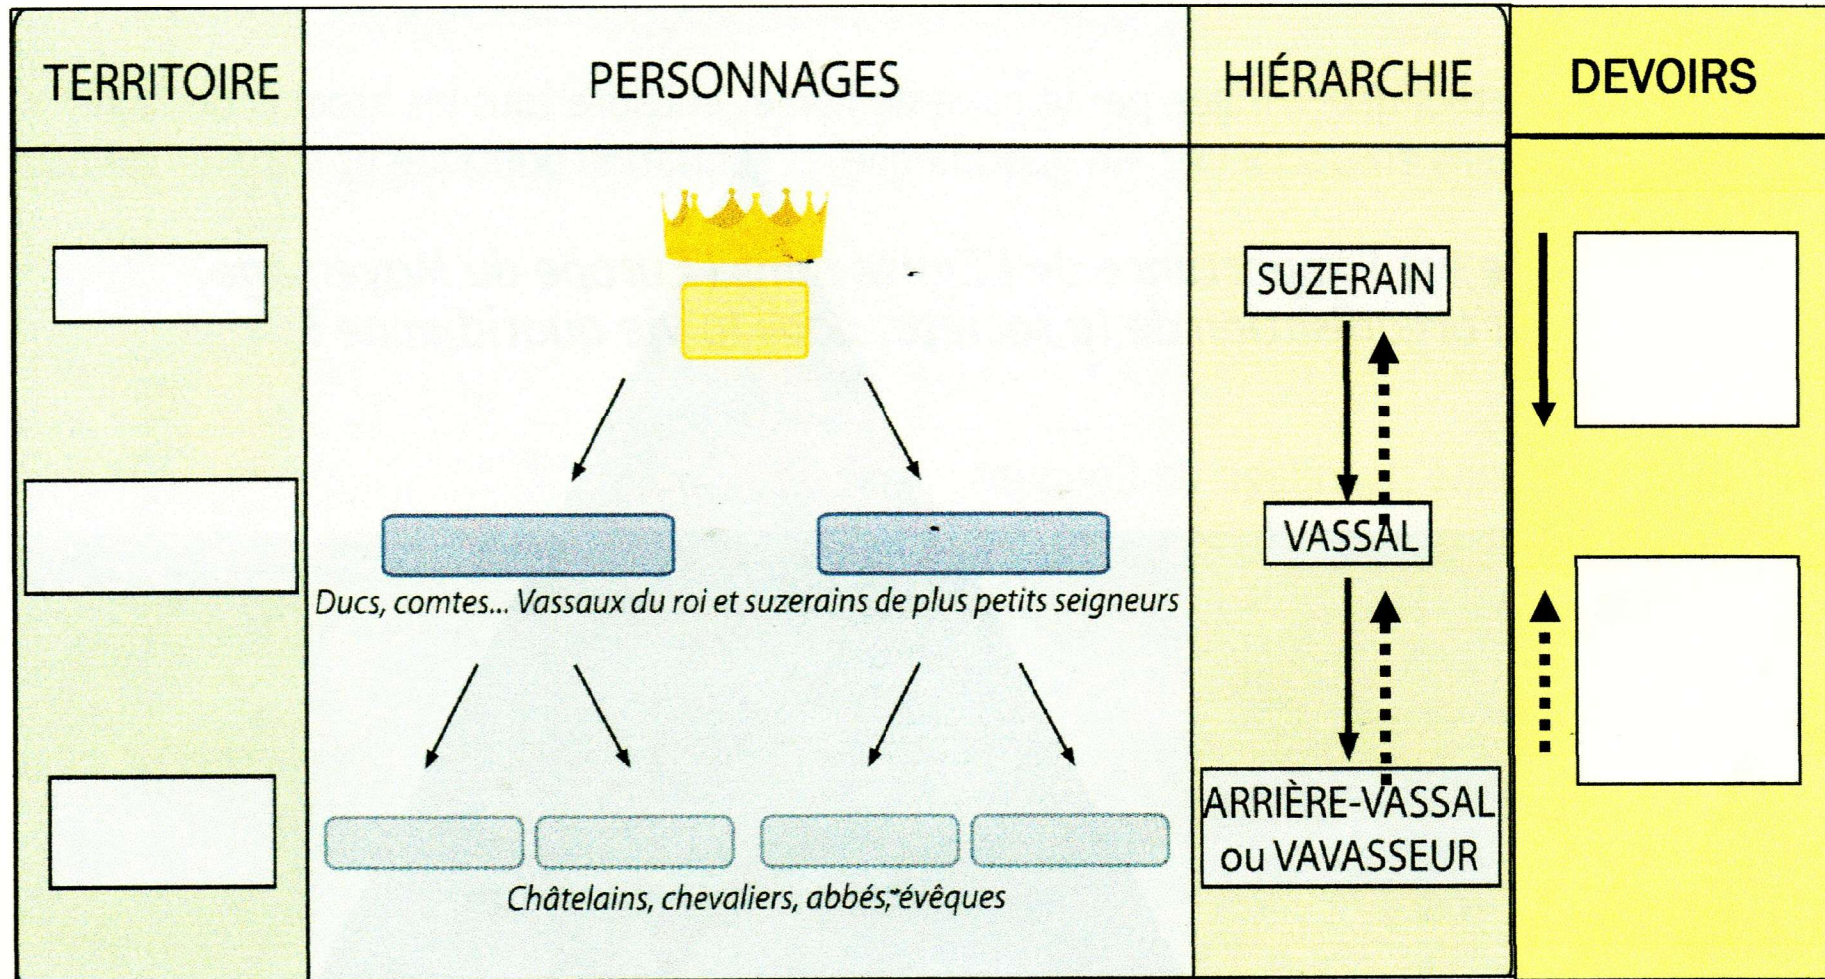 TERRITOIRE
PERSONNAGES
HIÉRARCHIE
DEVOIRS
SUZERAIN
VASSAL
Ducs, comtes... Vassaux du roi et suzerains de plus petits seigneurs
ARRIÈRE-VASSAL
ou VAVASSEUR
Châtelains, chevaliers, abbés, évêques